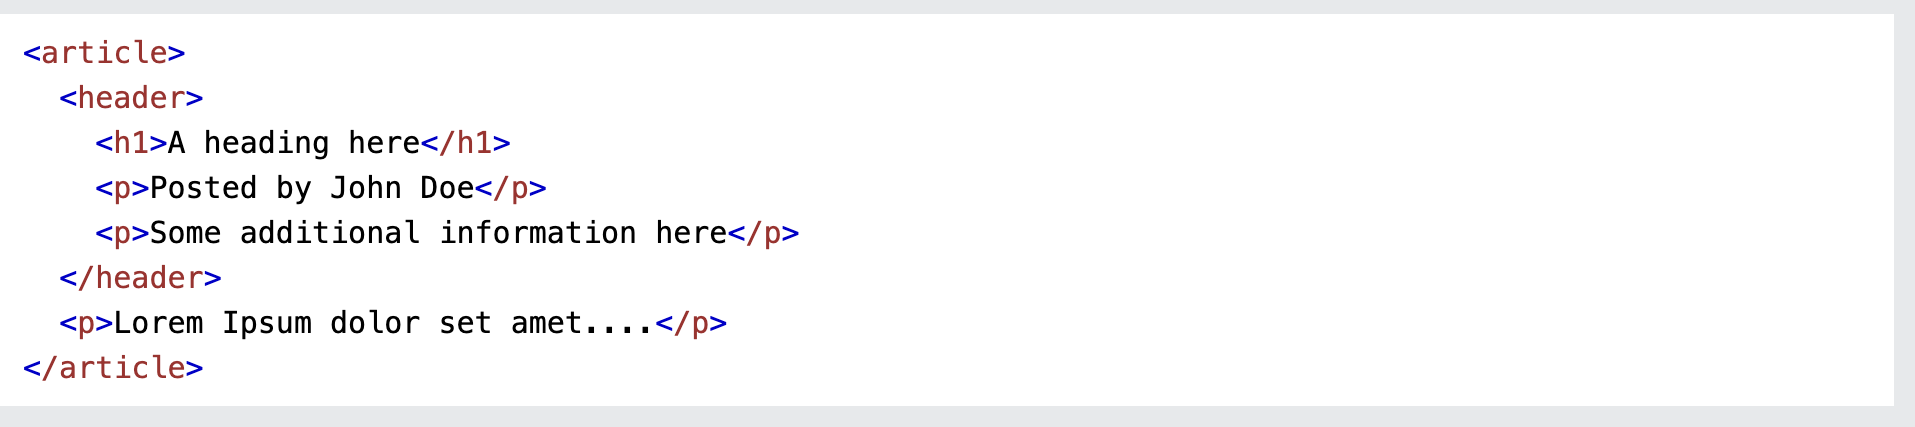 <article>
  <header>
    <h1>A heading here</h1>
    <p>Posted by John Doe</p>
    <p>Some additional information here</p>
  </header>
  <p>Lorem Ipsum dolor set amet....</p>
</article>